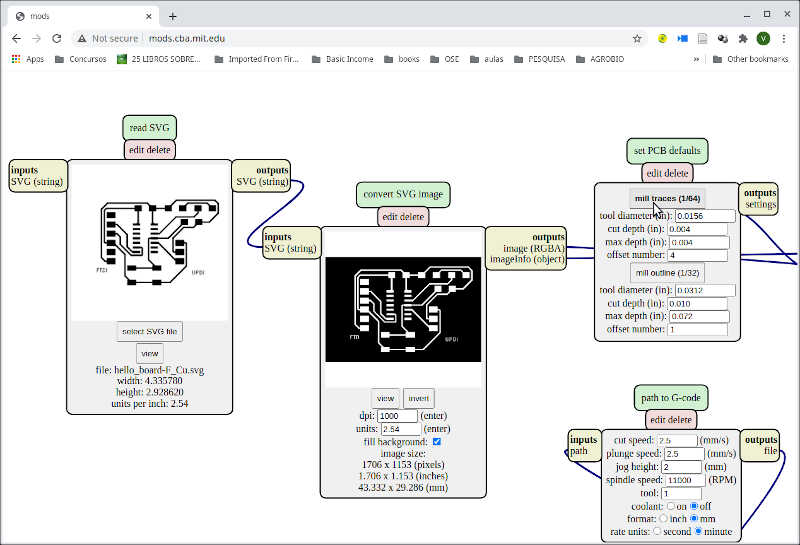 mods
Not secure
mods.cba.mit.edu
V
Apps
Concursos
25 LIBROS SOBRE...
Imported From Fir...
Basic Income
books
OSE
aulas
PESQUISA
AGROBIO
»
Other bookmarks
read SVG
edit delete
inputs
SVG (string)
outputs
SVG (string)
FTDI
UPDI
select SVG file
view
file: hello_board-F_Cu.svg
width: 4.335780
height: 2.928620
units per inch: 2.54
convert SVG image
edit delete
inputs
SVG (string)
outputs
image (RGBA)
imageInfo (object)
FTDI
UPDI
view
invert
dpi: 1000 (enter)
units: 2.54 (enter)
fill background:
image size:
1706 x 1153 (pixels)
1.706 x 1.153 (inches)
43.332 x 29.286 (mm)
set PCB defaults
edit delete
outputs
settings
mill traces (1/64)
tool diameter (in): 0.0156
cut depth (in): 0.004
max depth (in): 0.004
offset number: 4
mill outline (1/32)
tool diameter (in): 0.0312
cut depth (in): 0.010
max depth (in): 0.072
offset number: 1
path to G-code
edit delete
inputs
path
outputs
file
cut speed: 2.5 (mm/s)
plunge speed: 2.5 (mm/s)
jog height: 2 (mm)
spindle speed: 11000 (RPM)
tool: 1
coolant: on off
format: inch mm
rate units: second minute